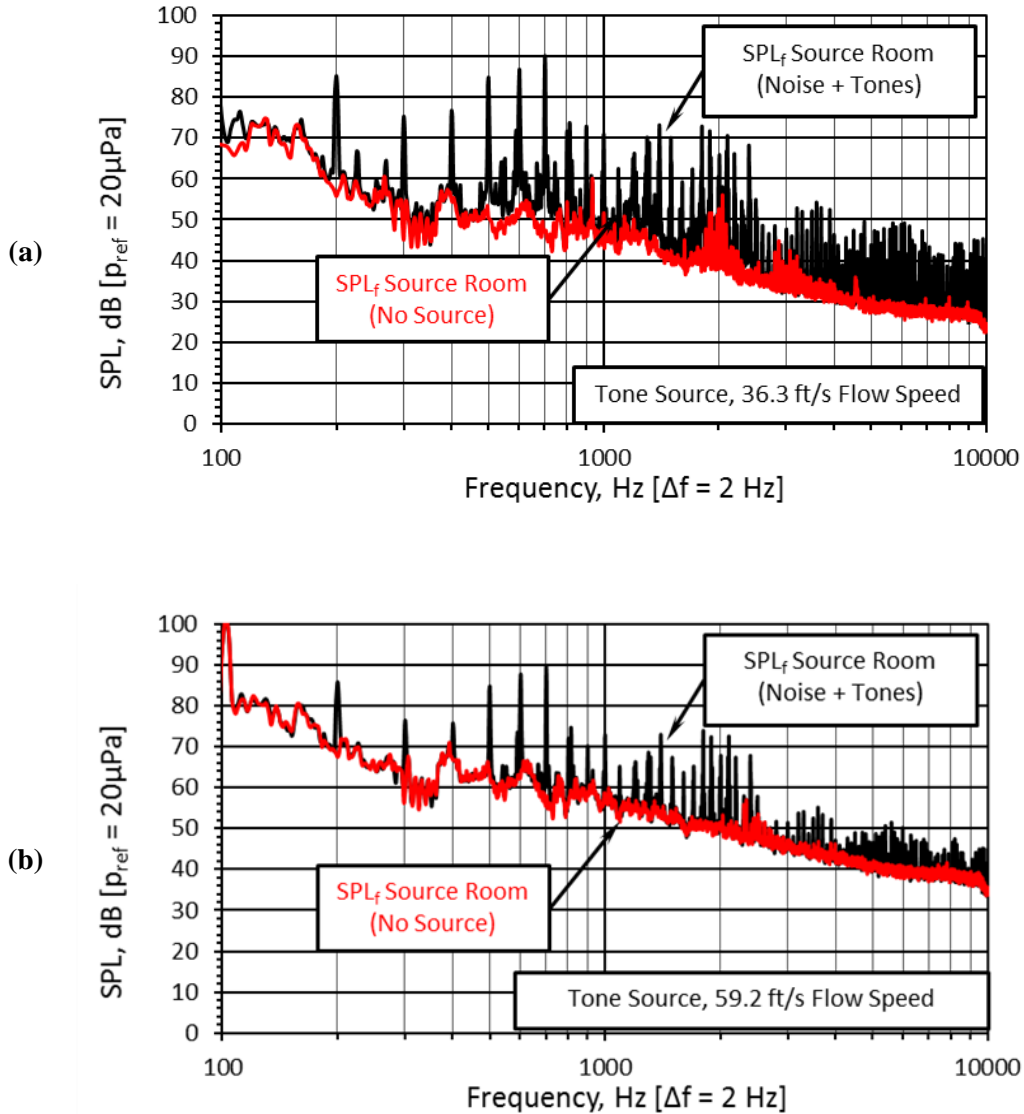 100
90
80
70
60
50
40
30
20
10
0
SPL, dB [pref = 20µPa]
(a)
SPLf Source Room
(Noise + Tones)
SPLf Source Room
(No Source)
Tone Source, 36.3 ft/s Flow Speed
100 1000 10000
Frequency, Hz [Δf = 2 Hz]
100
90
80
70
60
50
40
30
20
10
0
SPL, dB [pref = 20µPa]
(b)
SPLf Source Room
(Noise + Tones)
SPLf Source Room
(No Source)
Tone Source, 59.2 ft/s Flow Speed
100 1000 10000
Frequency, Hz [Δf = 2 Hz]